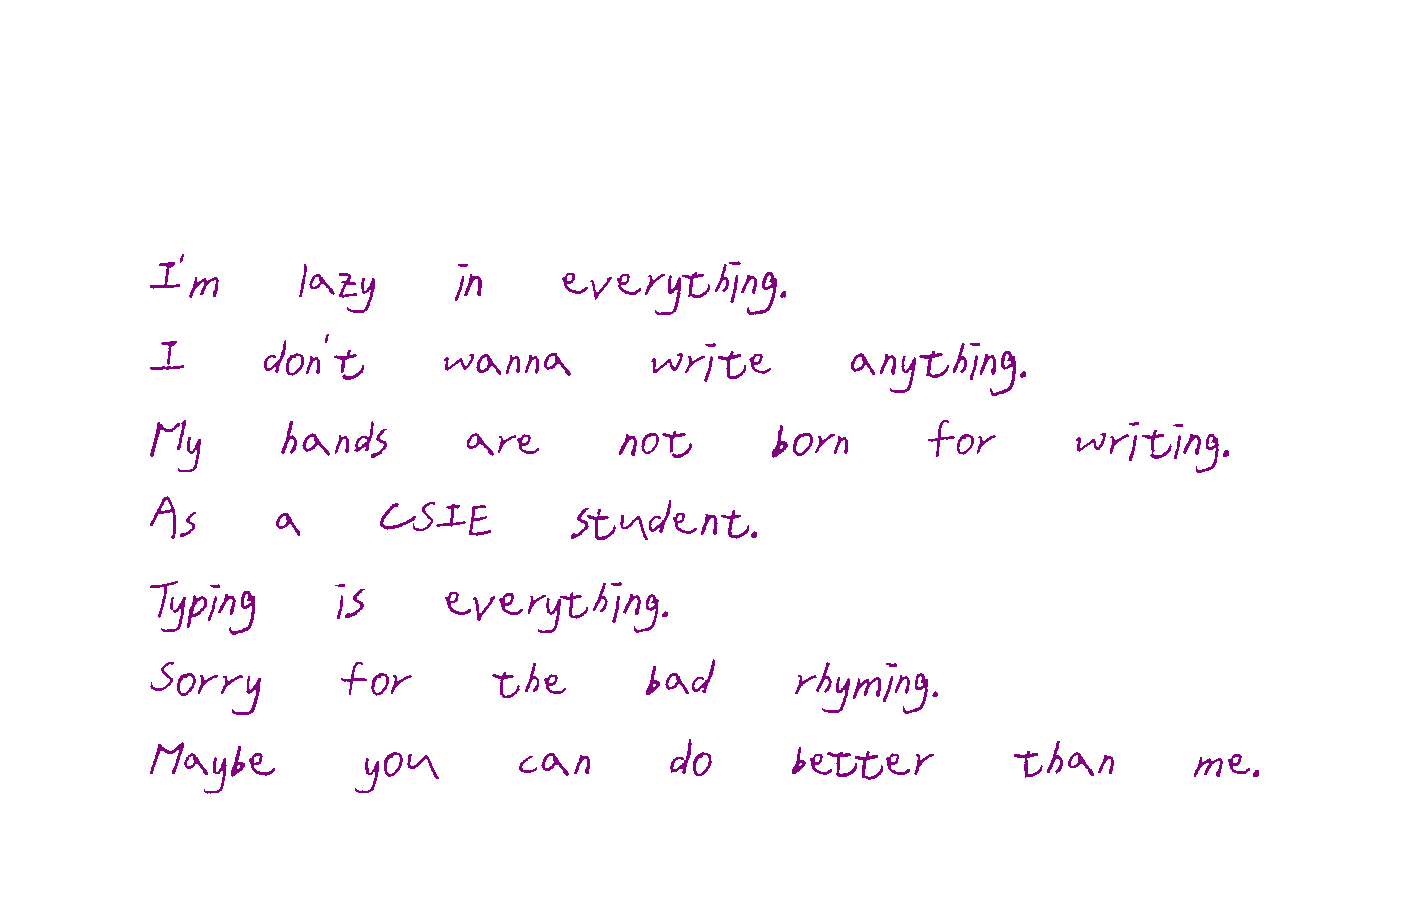 I'm lazy in everything.
I don't wanna write anything.
My hands are not born for writing.
As a CSIE student.
Typing is everything.
Sorry for the bad rhyming.
Maybe you can do better than me.